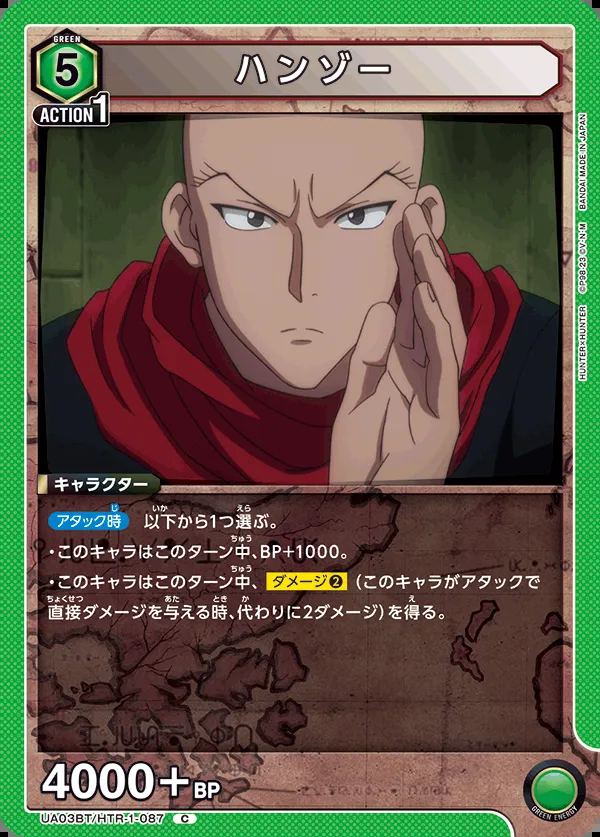 GREEN
5
ハンゾー
ACTION1
HUNTER×HUNTER ©P98-23 ©V・N・M BANDAI MADE IN JAPAN
キャラクター
アタック時 以下から1つ選ぶ。
・このキャラはこのターン中、BP+1000。
・このキャラはこのターン中、ダメージ❷(このキャラがアタックで
直接ダメージを与える時、代わりに2ダメージ)を得る。
4000+BP
UA03BT/HTR-1-087 C
GREEN ENERGY